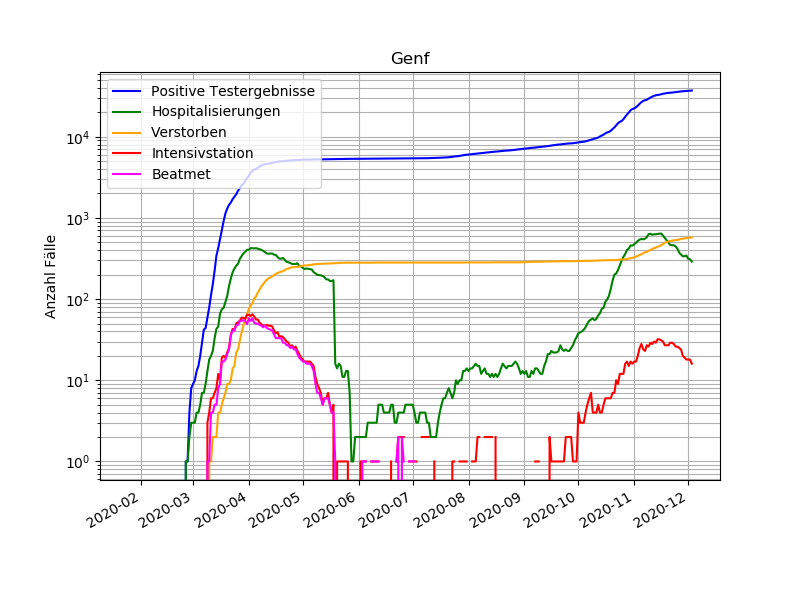 Genf
Positive Testergebnisse
Hospitalisierungen
Verstorben
Intensivstation
Beatmet
Anzahl Fälle
10^4
10^3
10^2
10^1
10^0
2020-02
2020-03
2020-04
2020-05
2020-06
2020-07
2020-08
2020-09
2020-10
2020-11
2020-12